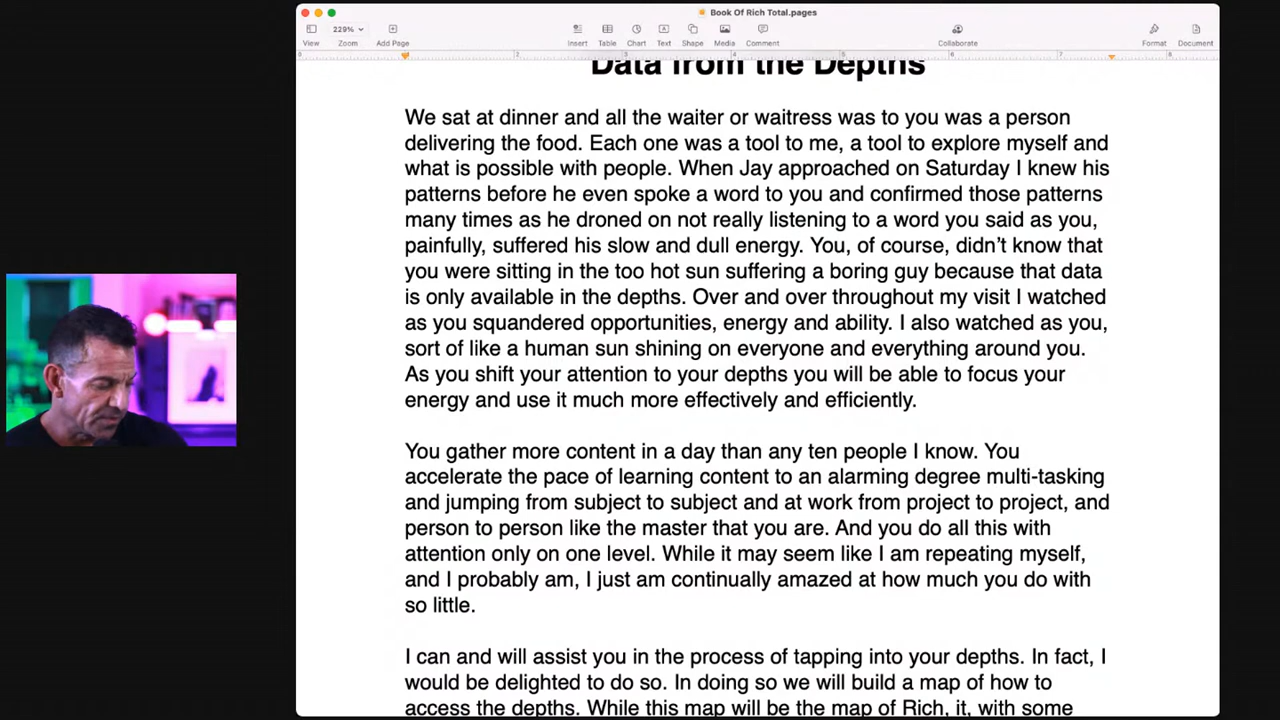 Book Of Rich Total.pages
229%
View
Zoom
Add Page
Insert
Table
Chart
Text
Shape
Media
Comment
Collaborate
Format
Document
0 2 3 4 5 6 7 8
Data from the Depths
We sat at dinner and all the waiter or waitress was to you was a person
delivering the food. Each one was a tool to me, a tool to explore myself and
what is possible with people. When Jay approached on Saturday I knew his
patterns before he even spoke a word to you and confirmed those patterns
many times as he droned on not really listening to a word you said as you,
painfully, suffered his slow and dull energy. You, of course, didn’t know that
you were sitting in the too hot sun suffering a boring guy because that data
is only available in the depths. Over and over throughout my visit I watched
as you squandered opportunities, energy and ability. I also watched as you,
sort of like a human sun shining on everyone and everything around you.
As you shift your attention to your depths you will be able to focus your
energy and use it much more effectively and efficiently.
You gather more content in a day than any ten people I know. You
accelerate the pace of learning content to an alarming degree multi-tasking
and jumping from subject to subject and at work from project to project, and
person to person like the master that you are. And you do all this with
attention only on one level. While it may seem like I am repeating myself,
and I probably am, I just am continually amazed at how much you do with
so little.
I can and will assist you in the process of tapping into your depths. In fact, I
would be delighted to do so. In doing so we will build a map of how to
access the depths. While this map will be the map of Rich, it, with some